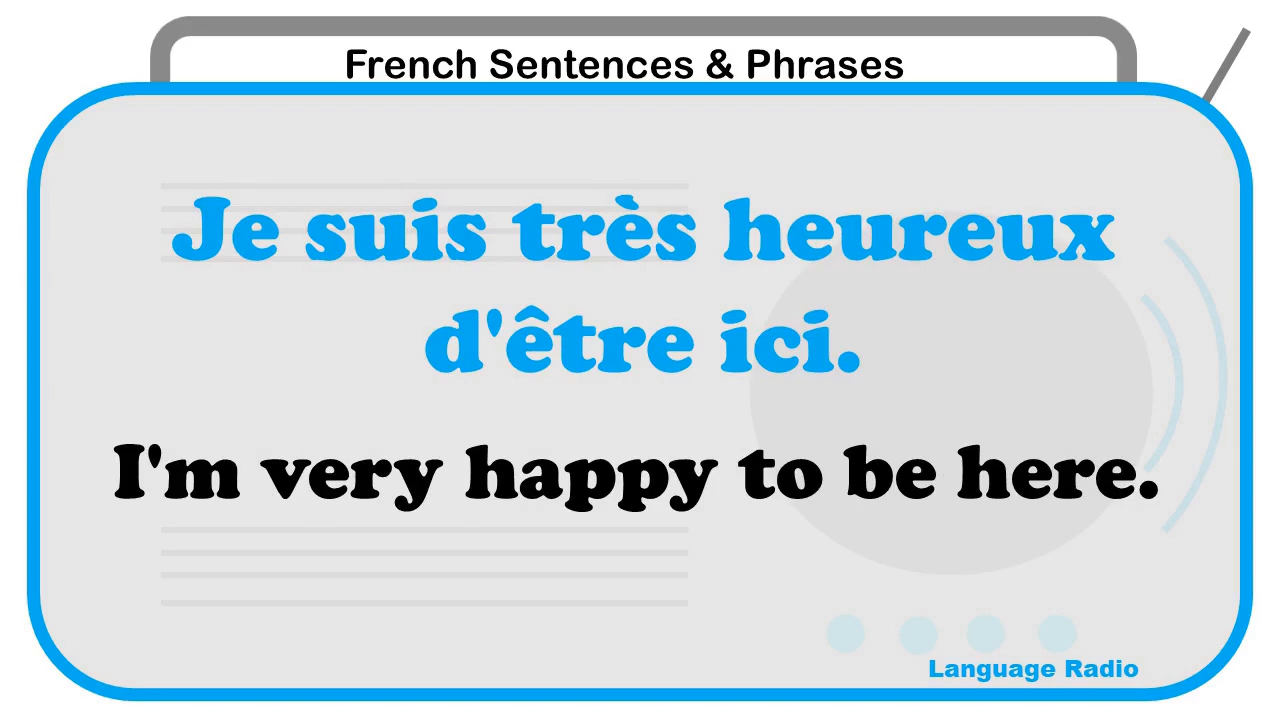 French Sentences & Phrases
Je suis très heureux
d'être ici.
I'm very happy to be here.
Language Radio